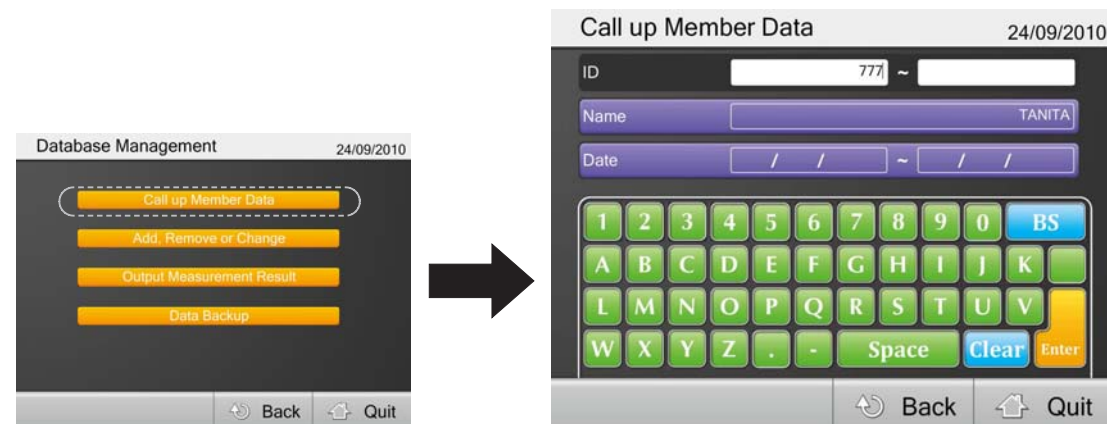 Database Management 24/09/2010
Call up Member Data
Add, Remove or Change
Output Measurement Result
Data Backup
Back Quit
Call up Member Data 24/09/2010
ID 777 ~
Name TANITA
Date / / ~ / /
1 2 3 4 5 6 7 8 9 0 BS
A B C D E F G H I J K
L M N O P Q R S T U V
W X Y Z . - Space Clear Enter
Back Quit